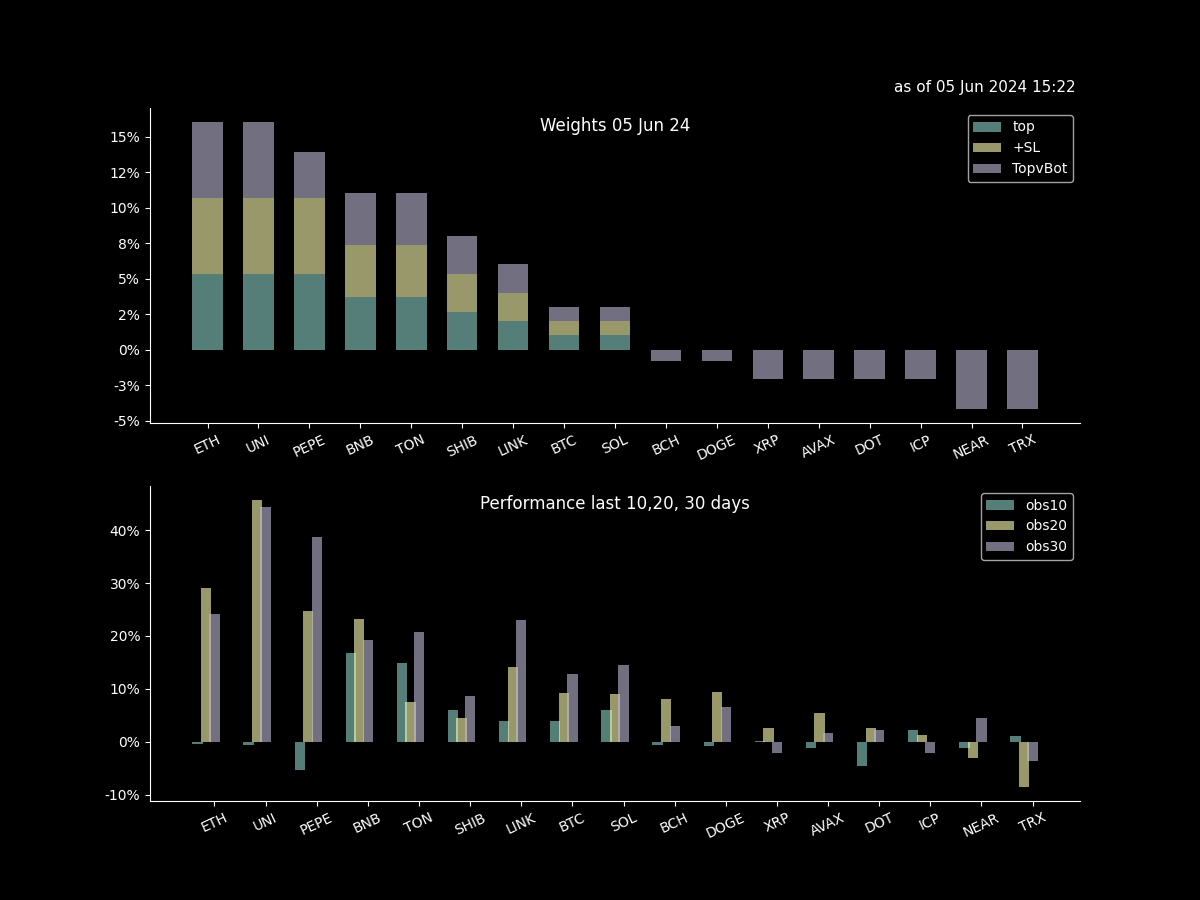 as of 05 Jun 2024 15:22
Weights 05 Jun 24
top
+SL
TopvBot
15%
12%
10%
8%
5%
2%
0%
-3%
-5%
ETH UNI PEPE BNB TON SHIB LINK BTC SOL BCH DOGE XRP AVAX DOT ICP NEAR TRX
Performance last 10,20, 30 days
obs10
obs20
obs30
40%
30%
20%
10%
0%
-10%
ETH UNI PEPE BNB TON SHIB LINK BTC SOL BCH DOGE XRP AVAX DOT ICP NEAR TRX